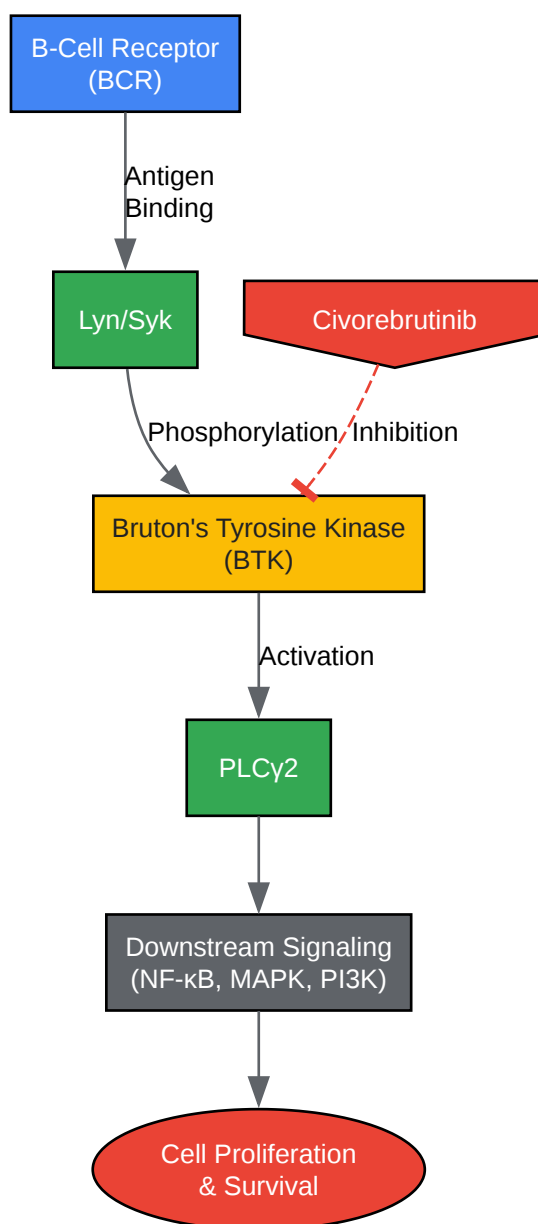 B-Cell Receptor
(BCR)
Antigen
Binding
Lyn/Syk
Civorebrutinib
Phosphorylation
Inhibition
Bruton's Tyrosine Kinase
(BTK)
Activation
PLCγ2
Downstream Signaling
(NF-κB, MAPK, PI3K)
Cell Proliferation
& Survival